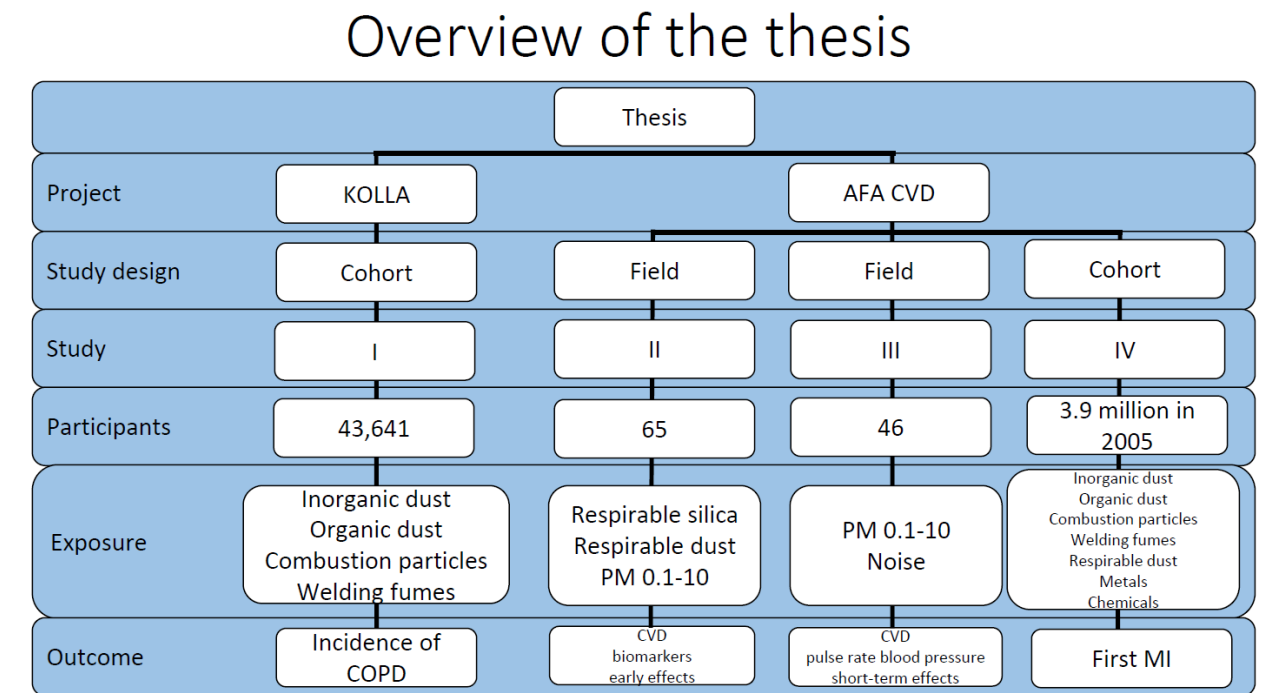 Overview of the thesis
Thesis
Project
KOLLA
AFA CVD
Study design
Cohort
Field
Field
Cohort
Study
I
II
III
IV
Participants
43,641
65
46
3.9 million in
2005
Exposure
Inorganic dust
Organic dust
Combustion particles
Welding fumes
Respirable silica
Respirable dust
PM 0.1-10
PM 0.1-10
Noise
Inorganic dust
Organic dust
Combustion particles
Welding fumes
Respirable dust
Metals
Chemicals
Outcome
Incidence of
COPD
CVD
biomarkers
early effects
CVD
pulse rate blood pressure
short-term effects
First MI